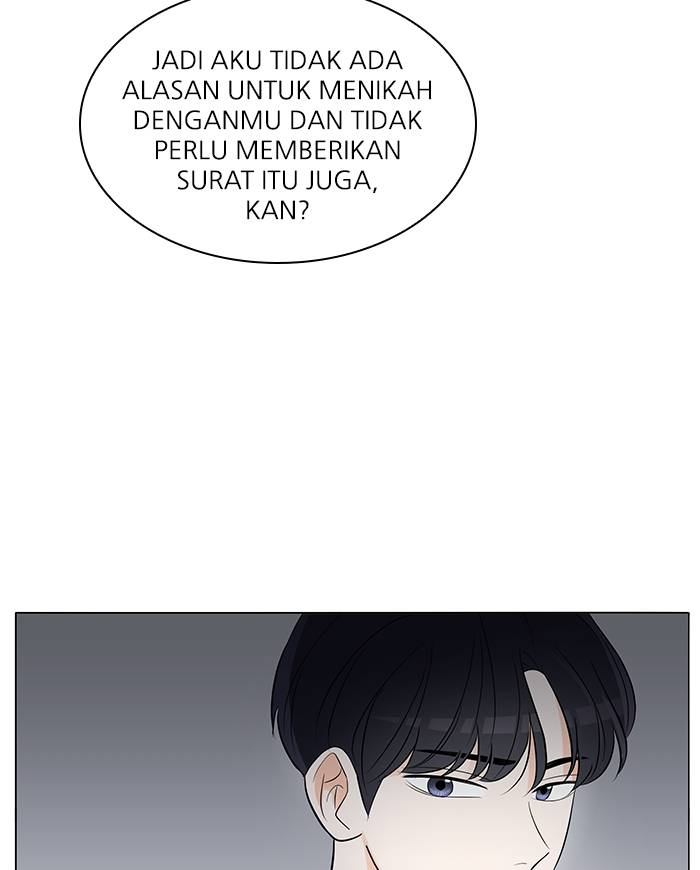 JADI AKU TIDAK ADA
ALASAN UNTUK MENIKAH
DENGANMU DAN TIDAK
PERLU MEMBERIKAN
SURAT ITU JUGA,
KAN?